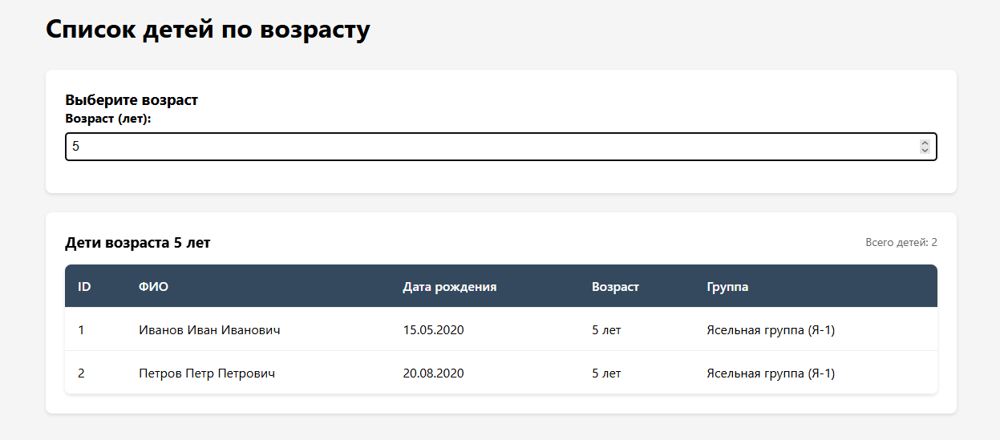 Список детей по возрасту
Выберите возраст
Возраст (лет):
5
Дети возраста 5 лет Всего детей: 2
ID ФИО Дата рождения Возраст Группа
1 Иванов Иван Иванович 15.05.2020 5 лет Ясельная группа (Я-1)
2 Петров Петр Петрович 20.08.2020 5 лет Ясельная группа (Я-1)